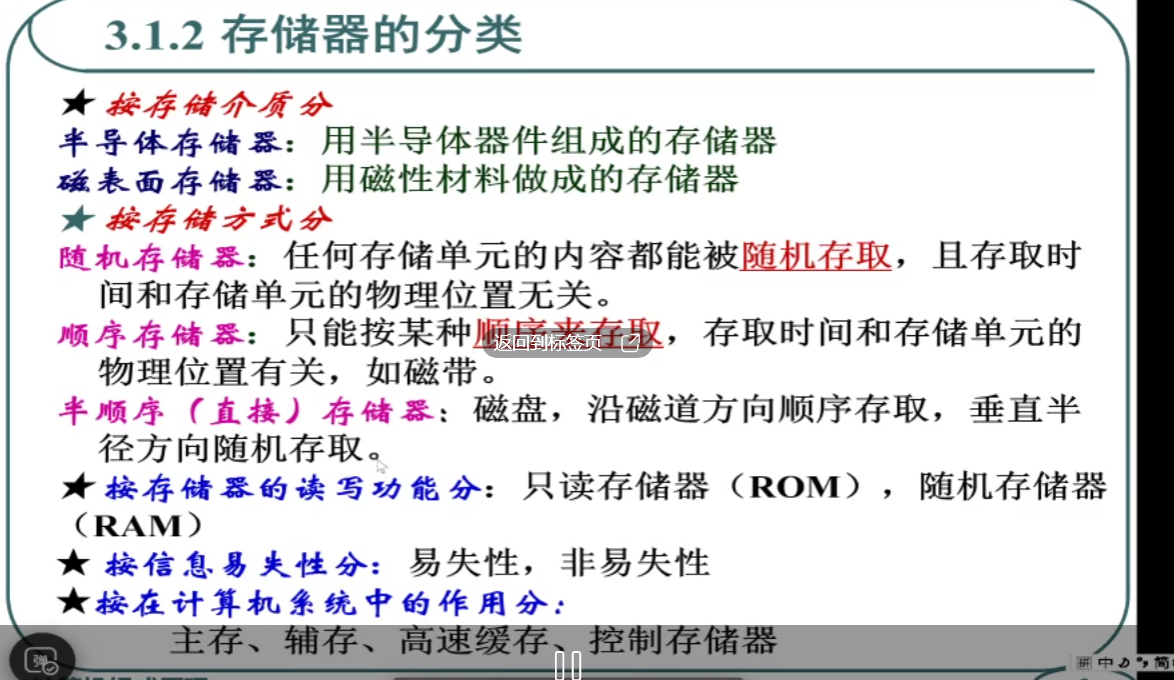 3.1.2 存储器的分类
★ 按存储介质分
半导体存储器：用半导体器件组成的存储器
磁表面存储器：用磁性材料做成的存储器
★ 按存储方式分
随机存储器：任何存储单元的内容都能被随机存取，且存取时
间和存储单元的物理位置无关。
顺序存储器：只能按某种顺序来存取，存取时间和存储单元的
返回到标签页
物理位置有关，如磁带。
半顺序（直接）存储器：磁盘，沿磁道方向顺序存取，垂直半
径方向随机存取。
★ 按存储器的读写功能分：只读存储器（ROM），随机存储器
（RAM）
★ 按信息易失性分：易失性，非易失性
★按在计算机系统中的作用分：
主存、辅存、高速缓存、控制存储器
弹
拼 中 简